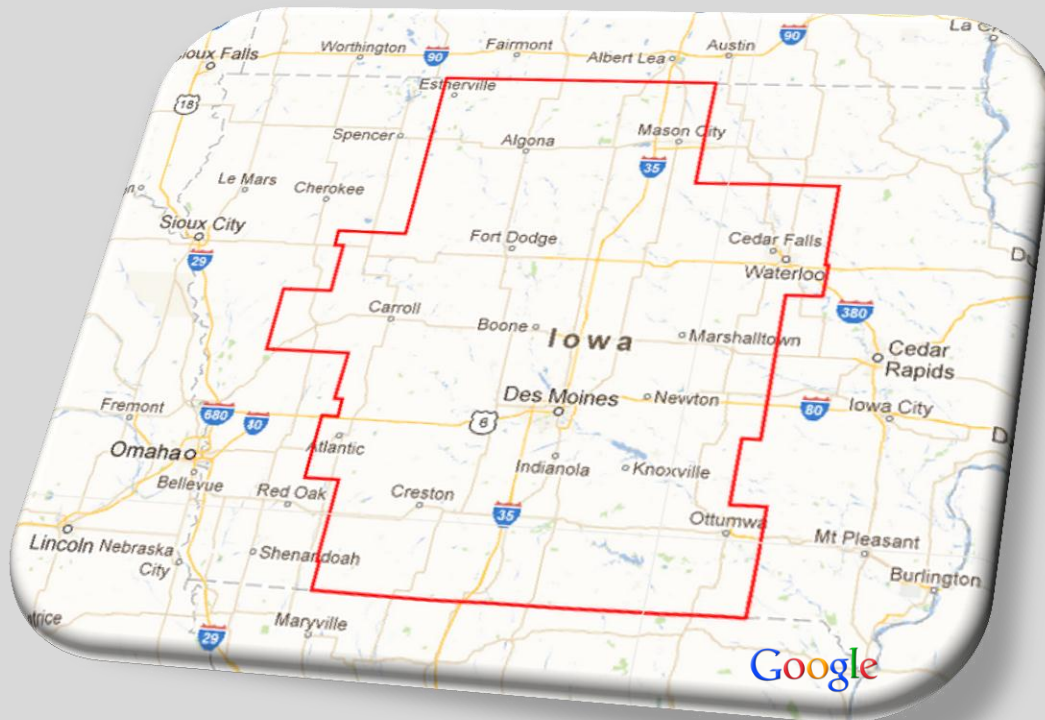 La C
90
ioux Falls
Worthington
90
Fairmont
Albert Lea
Austin
18
Estherville
Spencer
Algona
Mason City
35
Le Mars
Cherokee
Sioux City
Fort Dodge
Cedar Falls
Waterloo
29
Carroll
Boone
Iowa
Marshalltown
380
Cedar
Rapids
Fremont
680
80
6
Des Moines
Newton
80
Iowa City
D
Omaha
Bellevue
Atlantic
Indianola
Knoxville
Red Oak
Creston
35
Ottumwa
Lincoln
Nebraska
City
Shenandoah
Mt Pleasant
Burlington
trice
29
Maryville
Google